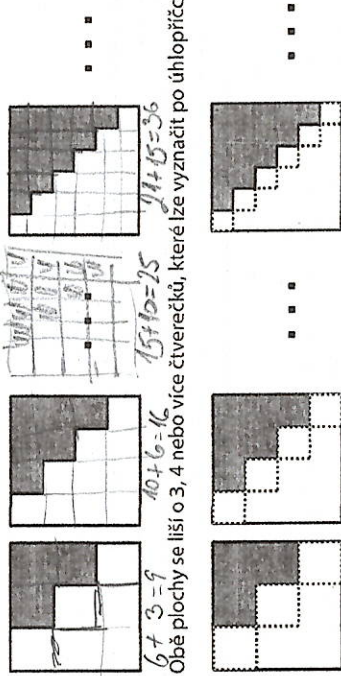 6+3=9 10+6=16 15+10=25 21+15=36
Obě plochy se liší o 3, 4 nebo více čtverečků, které lze vyznačit po úhlopříčc